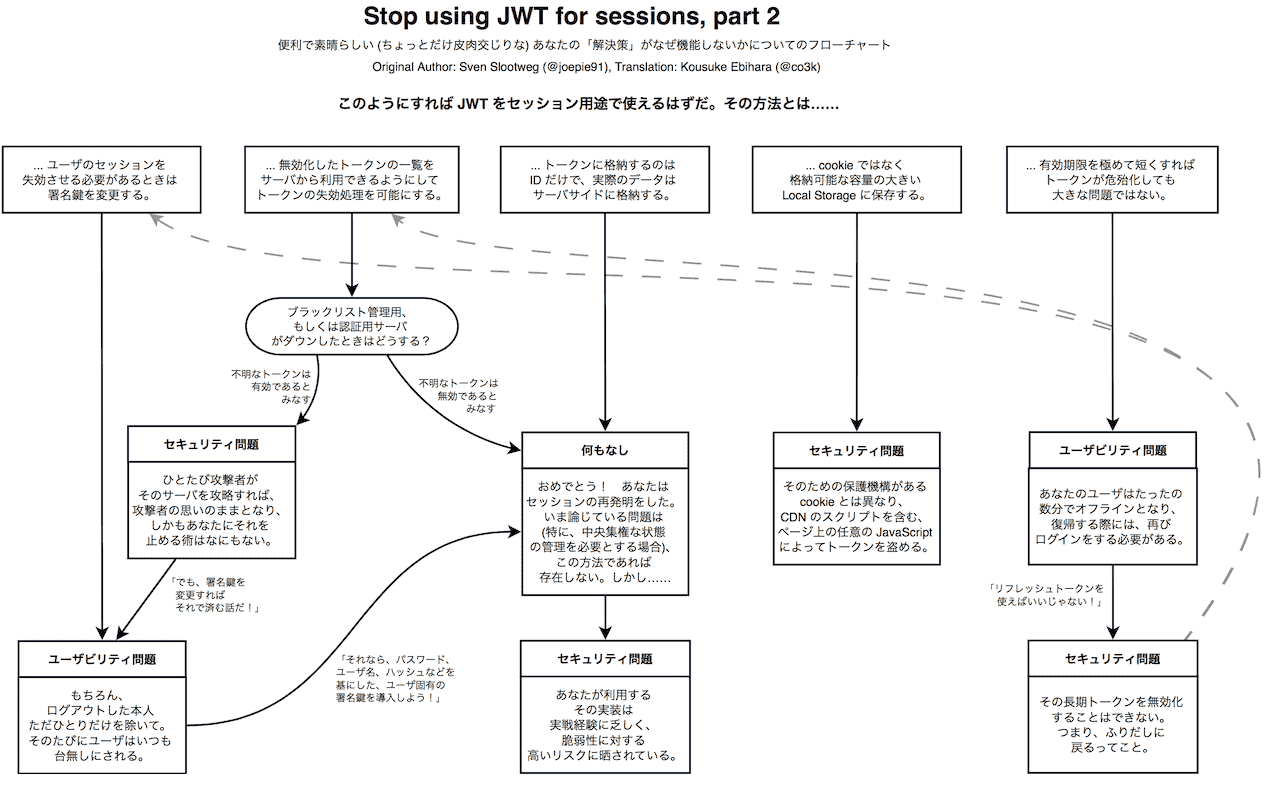 Stop using JWT for sessions, part 2
便利で素晴らしい (ちょっとだけ皮肉交じりな) あなたの「解決策」がなぜ機能しないかについてのフローチャート
Original Author: Sven Slootweg (@joepie91), Translation: Kousuke Ebihara (@co3k)
このようにすれば JWT をセッション用途で使えるはずだ。その方法とは……
... ユーザのセッションを
失効させる必要があるときは
署名鍵を変更する。
... 無効化したトークンの一覧を
サーバから利用できるようにして
トークンの失効処理を可能にする。
... トークンに格納するのは
ID だけで、実際のデータは
サーバサイドに格納する。
... cookie ではなく
格納可能な容量の大きい
Local Storage に保存する。
... 有効期限を極めて短くすれば
トークンが危殆化しても
大きな問題ではない。
ブラックリスト管理用、
もしくは認証用サーバ
がダウンしたときはどうする？
不明なトークンは
有効であると
みなす
不明なトークンは
無効であると
みなす
セキュリティ問題
ひとたび攻撃者が
そのサーバを攻略すれば、
攻撃者の思いのままとなり、
しかもあなたにそれを
止める術はなにもない。
何もなし
おめでとう！　あなたは
セッションの再発明をした。
いま論じている問題は
(特に、中央集権な状態
の管理を必要とする場合)、
この方法であれば
存在しない。しかし……
セキュリティ問題
そのための保護機構がある
cookie とは異なり、
CDN のスクリプトを含む、
ページ上の任意の JavaScript
によってトークンを盗める。
ユーザビリティ問題
あなたのユーザはたったの
数分でオフラインとなり、
復帰する際には、再び
ログインをする必要がある。
「でも、署名鍵を
変更すれば
それで済む話だ！」
「リフレッシュトークンを
使えばいいじゃない！」
ユーザビリティ問題
もちろん、
ログアウトした本人
ただひとりだけを除いて。
そのたびにユーザはいつも
台無しにされる。
「それなら、パスワード、
ユーザ名、ハッシュなどを
基にした、ユーザ固有の
署名鍵を導入しよう！」
セキュリティ問題
あなたが利用する
その実装は
実戦経験に乏しく、
脆弱性に対する
高いリスクに晒されている。
セキュリティ問題
その長期トークンを無効化
することはできない。
つまり、ふりだしに
戻るってこと。